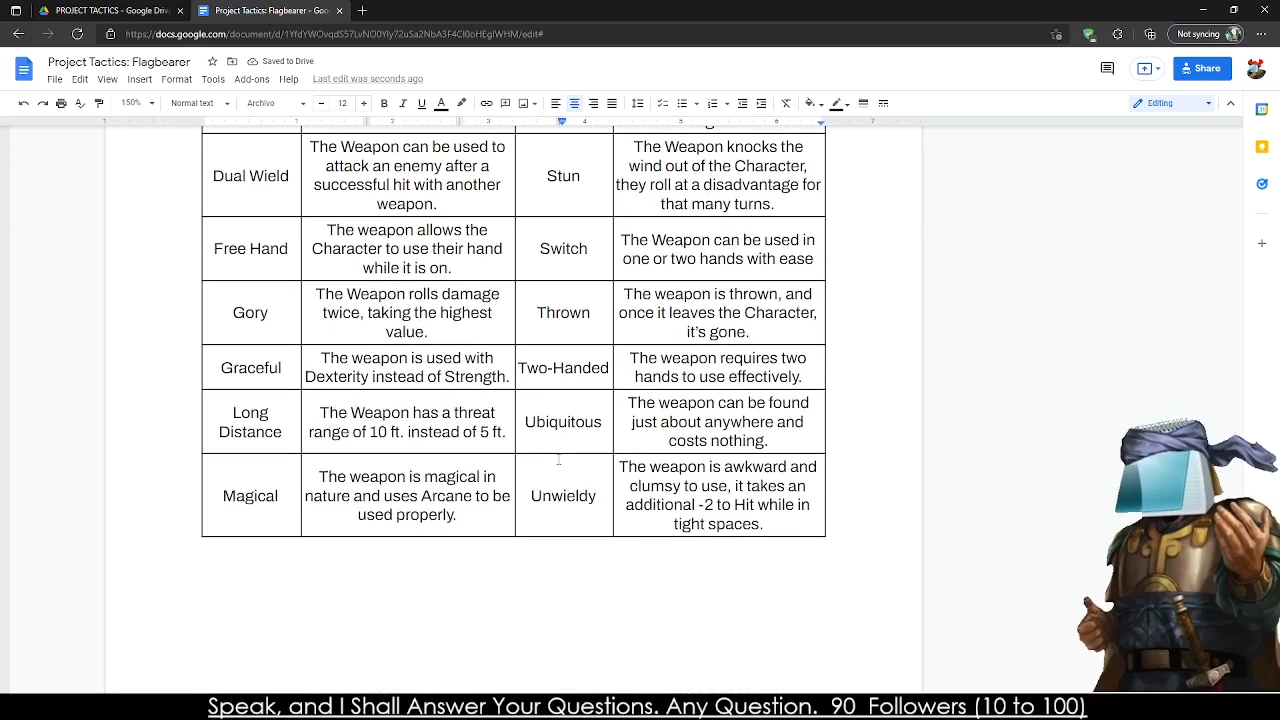 PROJECT TACTICS - Google Driv
Project Tactics: Flagbearer - Goo
https://docs.google.com/document/d/1YfdYWOvqdS57LvNO0Yly72uSa2NbA3F4Cl0oHEgIWHM/edit#
Not syncing
Project Tactics: Flagbearer
Saved to Drive
File Edit View Insert Format Tools Add-ons Help Last edit was seconds ago
Share
150% Normal text Archivo 12 Editing
1 1 2 3 4 5 6 7
Dual Wield
The Weapon can be used to
attack an enemy after a
successful hit with another
weapon.
Stun
The Weapon knocks the
wind out of the Character,
they roll at a disadvantage for
that many turns.
Free Hand
The weapon allows the
Character to use their hand
while it is on.
Switch
The Weapon can be used in
one or two hands with ease
Gory
The Weapon rolls damage
twice, taking the highest
value.
Thrown
The weapon is thrown, and
once it leaves the Character,
it's gone.
Graceful
The weapon is used with
Dexterity instead of Strength.
Two-Handed
The weapon requires two
hands to use effectively.
Long
Distance
The Weapon has a threat
range of 10 ft. instead of 5 ft.
Ubiquitous
The weapon can be found
just about anywhere and
costs nothing.
Magical
The weapon is magical in
nature and uses Arcane to be
used properly.
Unwieldy
The weapon is awkward and
clumsy to use, it takes an
additional -2 to Hit while in
tight spaces.
Speak, and I Shall Answer Your Questions. Any Question. 90 Followers (10 to 100)